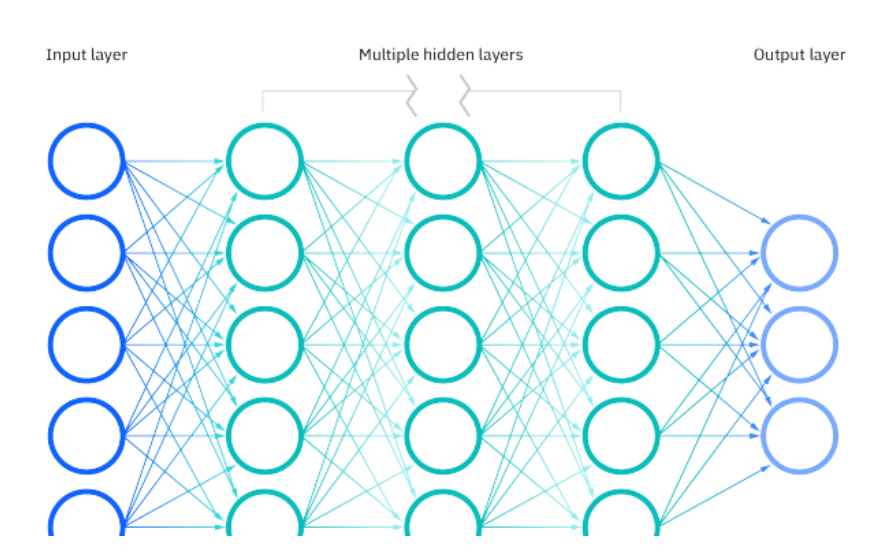 Input layer
Multiple hidden layers
Output layer